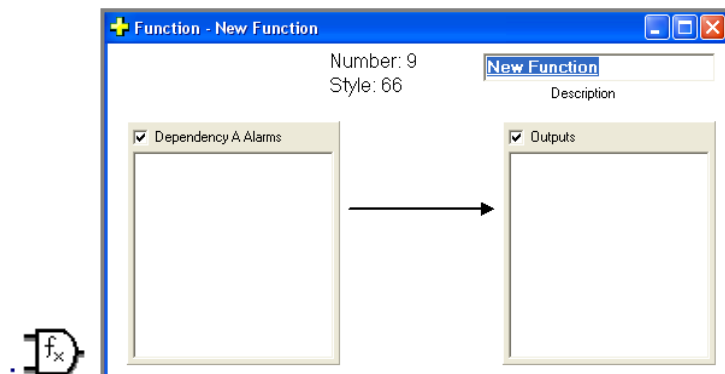 Function - New Function
Number: 9
Style: 66
New Function
Description
Dependency A Alarms
Outputs
fx